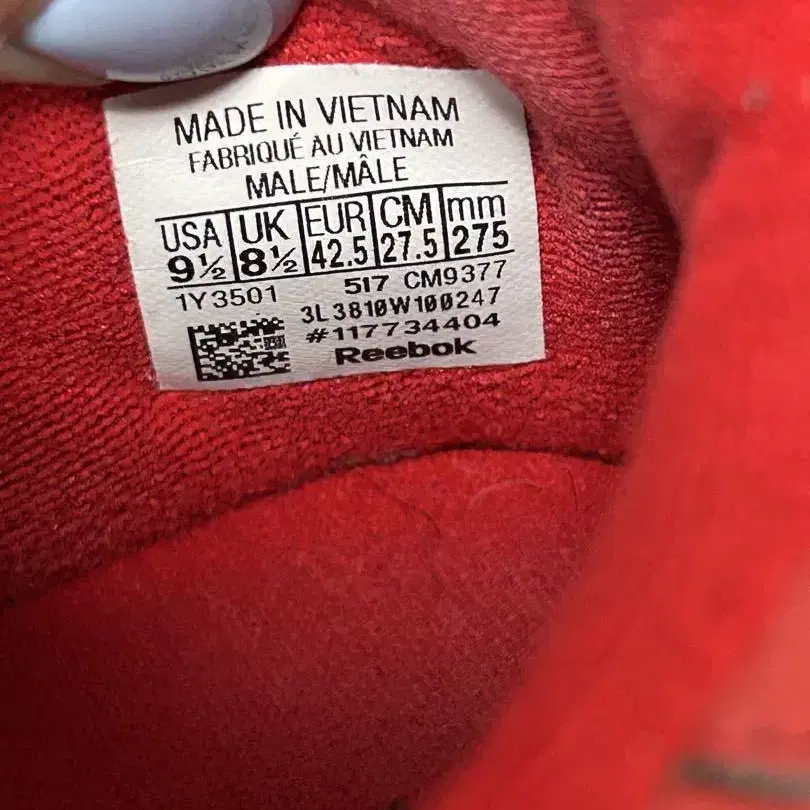 MADE IN VIETNAM
FABRIQUÉ AU VIETNAM
MALE/MÂLE
USA UK EUR CM mm
9½ 8½ 42.5 27.5 275
1Y3501 517 CM9377
3L3810W100247
#117734404
Reebok